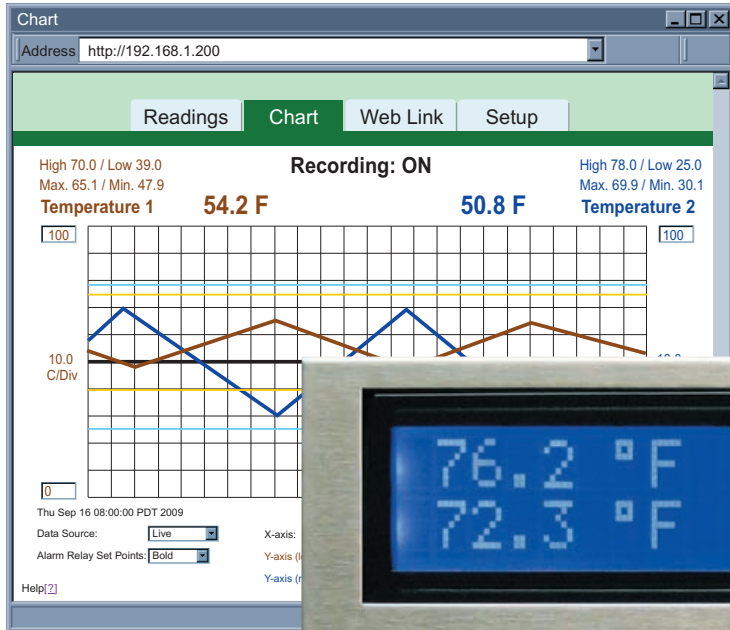 Chart
Address http://192.168.1.200
Readings Chart Web Link Setup
High 70.0 / Low 39.0
Max. 65.1 / Min. 47.9
Temperature 1 54.2 F
Recording: ON
High 78.0 / Low 25.0
Max. 69.9 / Min. 30.1
50.8 F Temperature 2
100
100
10.0
C/Div
0
Thu Sep 16 08:00:00 PDT 2009
Data Source: Live
Alarm Relay Set Points: Bold
X-axis:
Y-axis
Y-axis
Help[?]
76.2 °F
72.3 °F